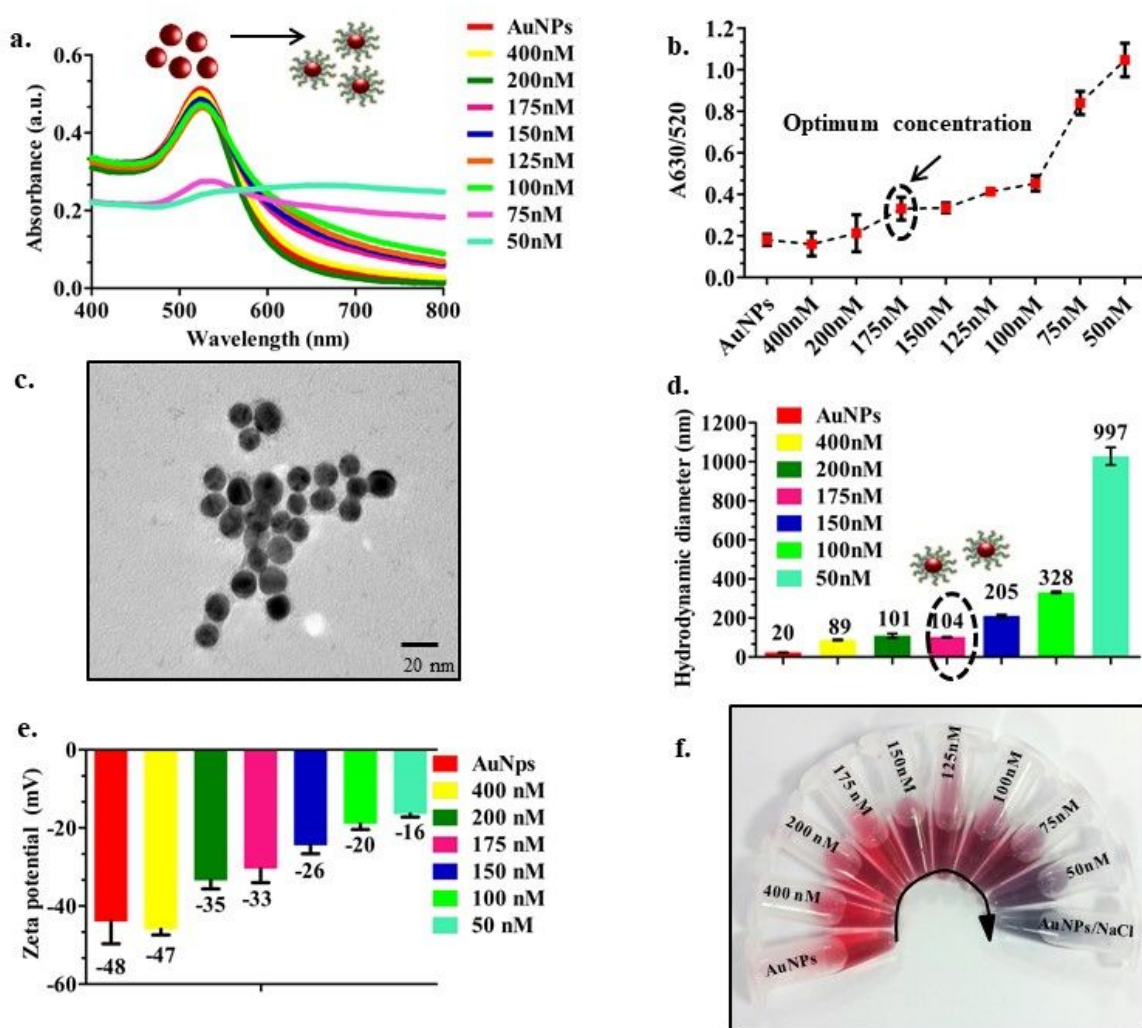 a.
AuNPs
400nM
200nM
175nM
150nM
125nM
100nM
75nM
50nM
0.6
0.4
0.2
0.0
Absorbance (a.u.)
400 500 600 700 800
Wavelength (nm)
b.
1.2
1.0
0.8
0.6
0.4
0.2
0.0
A630/520
Optimum concentration
AuNPs
400nM
200nM
175nM
150nM
125nM
100nM
75nM
50nM
c.
20 nm
d.
1200
1000
800
600
400
200
0
Hydrodynamic diameter (nm)
AuNPs
400nM
200nM
175nM
150nM
100nM
50nM
20
89
101
104
205
328
997
e.
0
-20
-40
-60
Zeta potential (mV)
-48
-47
-35
-33
-26
-20
-16
AuNps
400 nM
200 nM
175 nM
150 nM
100 nM
50 nM
f.
AuNPs
400 nM
200 nM
175 nM
150nM
125nM
100nM
75nM
50nM
AuNPs/NaCl